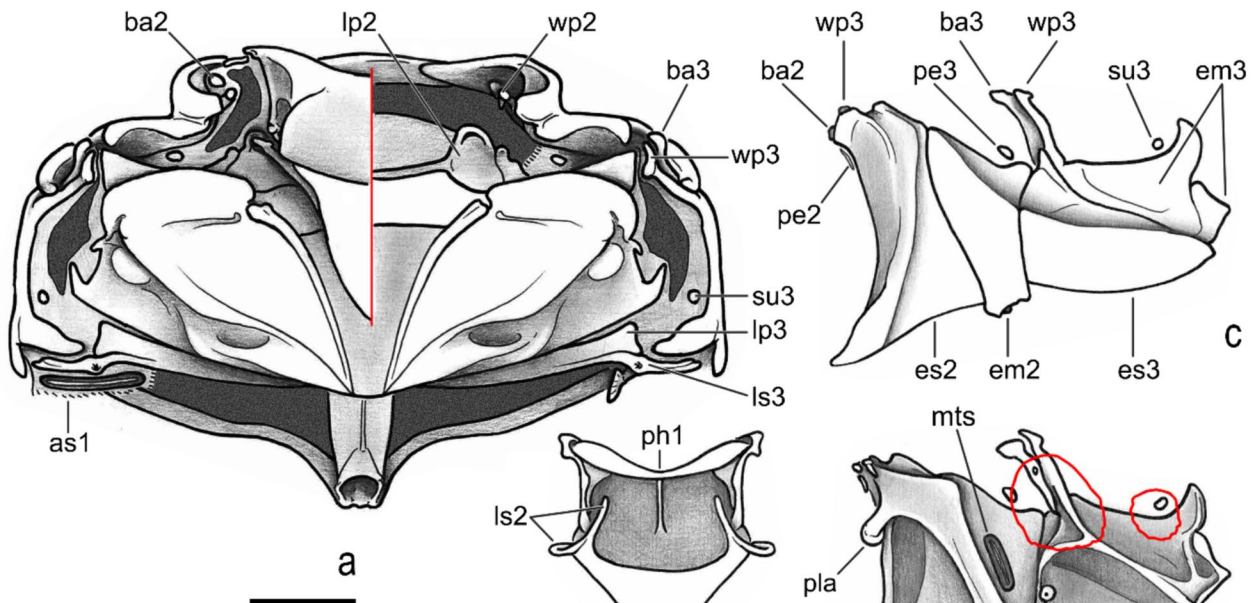 ba2 lp2 wp2
ba3
wp3
su3
lp3
ls3
as1
a
ph1
ls2
wp3 ba3 wp3
ba2 pe3 su3 em3
pe2
c
es2 em2 es3
mts
pla